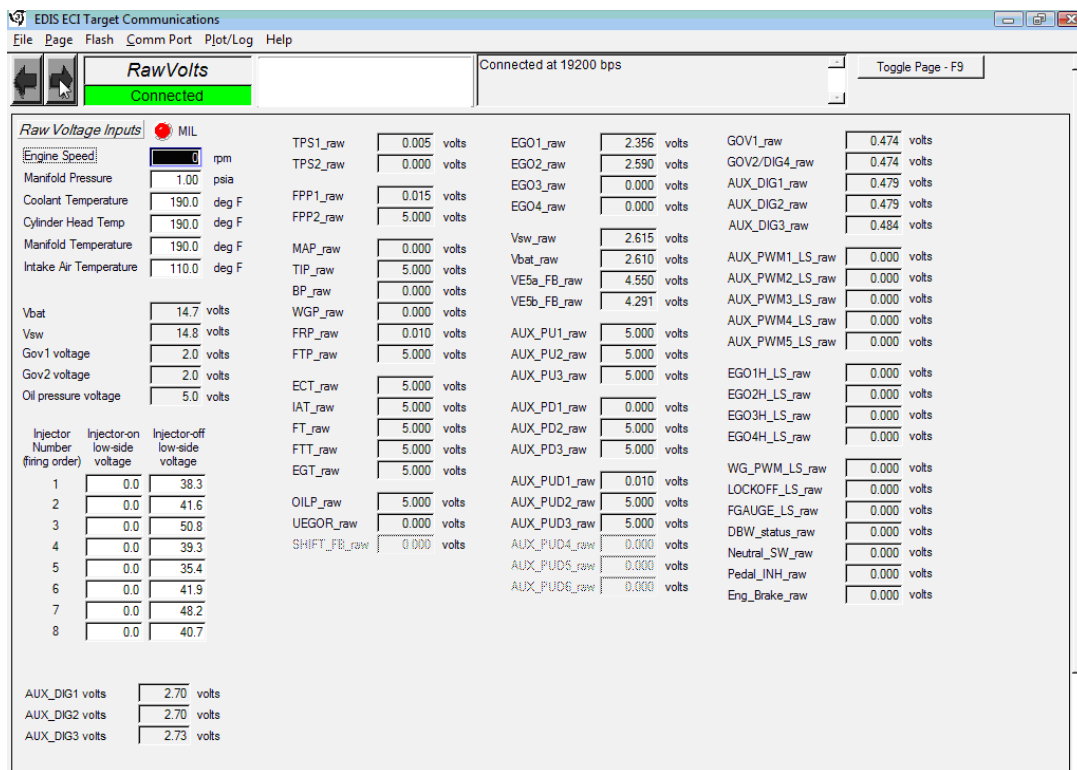 EDIS ECI Target Communications
File Page Flash Comm Port Plot/Log Help
RawVolts
Connected
Connected at 19200 bps
Toggle Page - F9
Raw Voltage Inputs MIL
Engine Speed 0 rpm
Manifold Pressure 1.00 psia
Coolant Temperature 190.0 deg F
Cylinder Head Temp 190.0 deg F
Manifold Temperature 190.0 deg F
Intake Air Temperature 110.0 deg F
Vbat 14.7 volts
Vsw 14.8 volts
Gov1 voltage 2.0 volts
Gov2 voltage 2.0 volts
Oil pressure voltage 5.0 volts
Injector Injector-on Injector-off
Number low-side low-side
(firing order) voltage voltage
1 0.0 38.3
2 0.0 41.6
3 0.0 50.8
4 0.0 39.3
5 0.0 35.4
6 0.0 41.9
7 0.0 48.2
8 0.0 40.7
AUX_DIG1 volts 2.70 volts
AUX_DIG2 volts 2.70 volts
AUX_DIG3 volts 2.73 volts
TPS1_raw 0.005 volts
TPS2_raw 0.000 volts
FPP1_raw 0.015 volts
FPP2_raw 5.000 volts
MAP_raw 0.000 volts
TIP_raw 5.000 volts
BP_raw 0.000 volts
WGP_raw 0.000 volts
FRP_raw 0.010 volts
FTP_raw 5.000 volts
ECT_raw 5.000 volts
IAT_raw 5.000 volts
FT_raw 5.000 volts
FTT_raw 5.000 volts
EGT_raw 5.000 volts
OILP_raw 5.000 volts
UEGOR_raw 0.000 volts
SHIFT_FB_raw 0.000 volts
EGO1_raw 2.356 volts
EGO2_raw 2.590 volts
EGO3_raw 0.000 volts
EGO4_raw 0.000 volts
Vsw_raw 2.615 volts
Vbat_raw 2.610 volts
VE5a_FB_raw 4.550 volts
VE5b_FB_raw 4.291 volts
AUX_PU1_raw 5.000 volts
AUX_PU2_raw 5.000 volts
AUX_PU3_raw 5.000 volts
AUX_PD1_raw 0.000 volts
AUX_PD2_raw 5.000 volts
AUX_PD3_raw 5.000 volts
AUX_PUD1_raw 0.010 volts
AUX_PUD2_raw 5.000 volts
AUX_PUD3_raw 5.000 volts
AUX_PUD4_raw 0.000 volts
AUX_PUD5_raw 0.000 volts
AUX_PUD6_raw 0.000 volts
GOV1_raw 0.474 volts
GOV2/DIG4_raw 0.474 volts
AUX_DIG1_raw 0.479 volts
AUX_DIG2_raw 0.479 volts
AUX_DIG3_raw 0.484 volts
AUX_PWM1_LS_raw 0.000 volts
AUX_PWM2_LS_raw 0.000 volts
AUX_PWM3_LS_raw 0.000 volts
AUX_PWM4_LS_raw 0.000 volts
AUX_PWM5_LS_raw 0.000 volts
EGO1H_LS_raw 0.000 volts
EGO2H_LS_raw 0.000 volts
EGO3H_LS_raw 0.000 volts
EGO4H_LS_raw 0.000 volts
WG_PWM_LS_raw 0.000 volts
LOCKOFF_LS_raw 0.000 volts
FGAUGE_LS_raw 0.000 volts
DBW_status_raw 0.000 volts
Neutral_SW_raw 0.000 volts
Pedal_INH_raw 0.000 volts
Eng_Brake_raw 0.000 volts